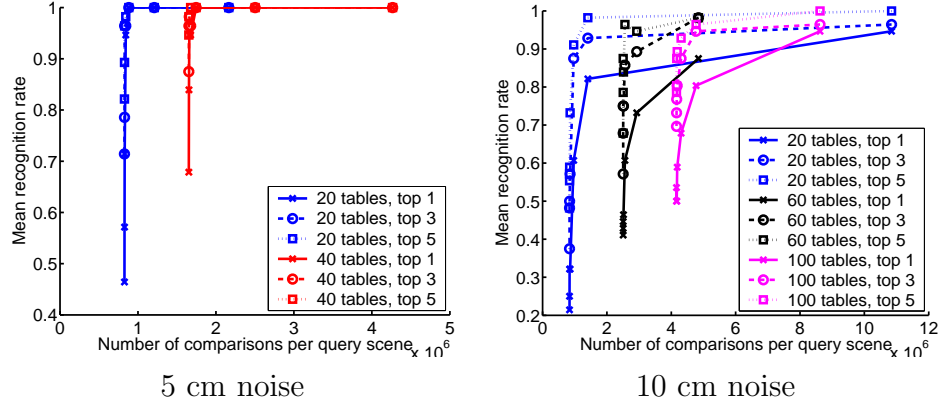 1
0.9
0.8
0.7
0.6
0.5
0.4
Mean recognition rate
0 1 2 3 4 5
Number of comparisons per query scene
x 10^6
20 tables, top 1
20 tables, top 3
20 tables, top 5
40 tables, top 1
40 tables, top 3
40 tables, top 5
5 cm noise
1
0.9
0.8
0.7
0.6
0.5
0.4
0.3
0.2
Mean recognition rate
0 2 4 6 8 10 12
Number of comparisons per query scene
x 10^6
20 tables, top 1
20 tables, top 3
20 tables, top 5
60 tables, top 1
60 tables, top 3
60 tables, top 5
100 tables, top 1
100 tables, top 3
100 tables, top 5
10 cm noise